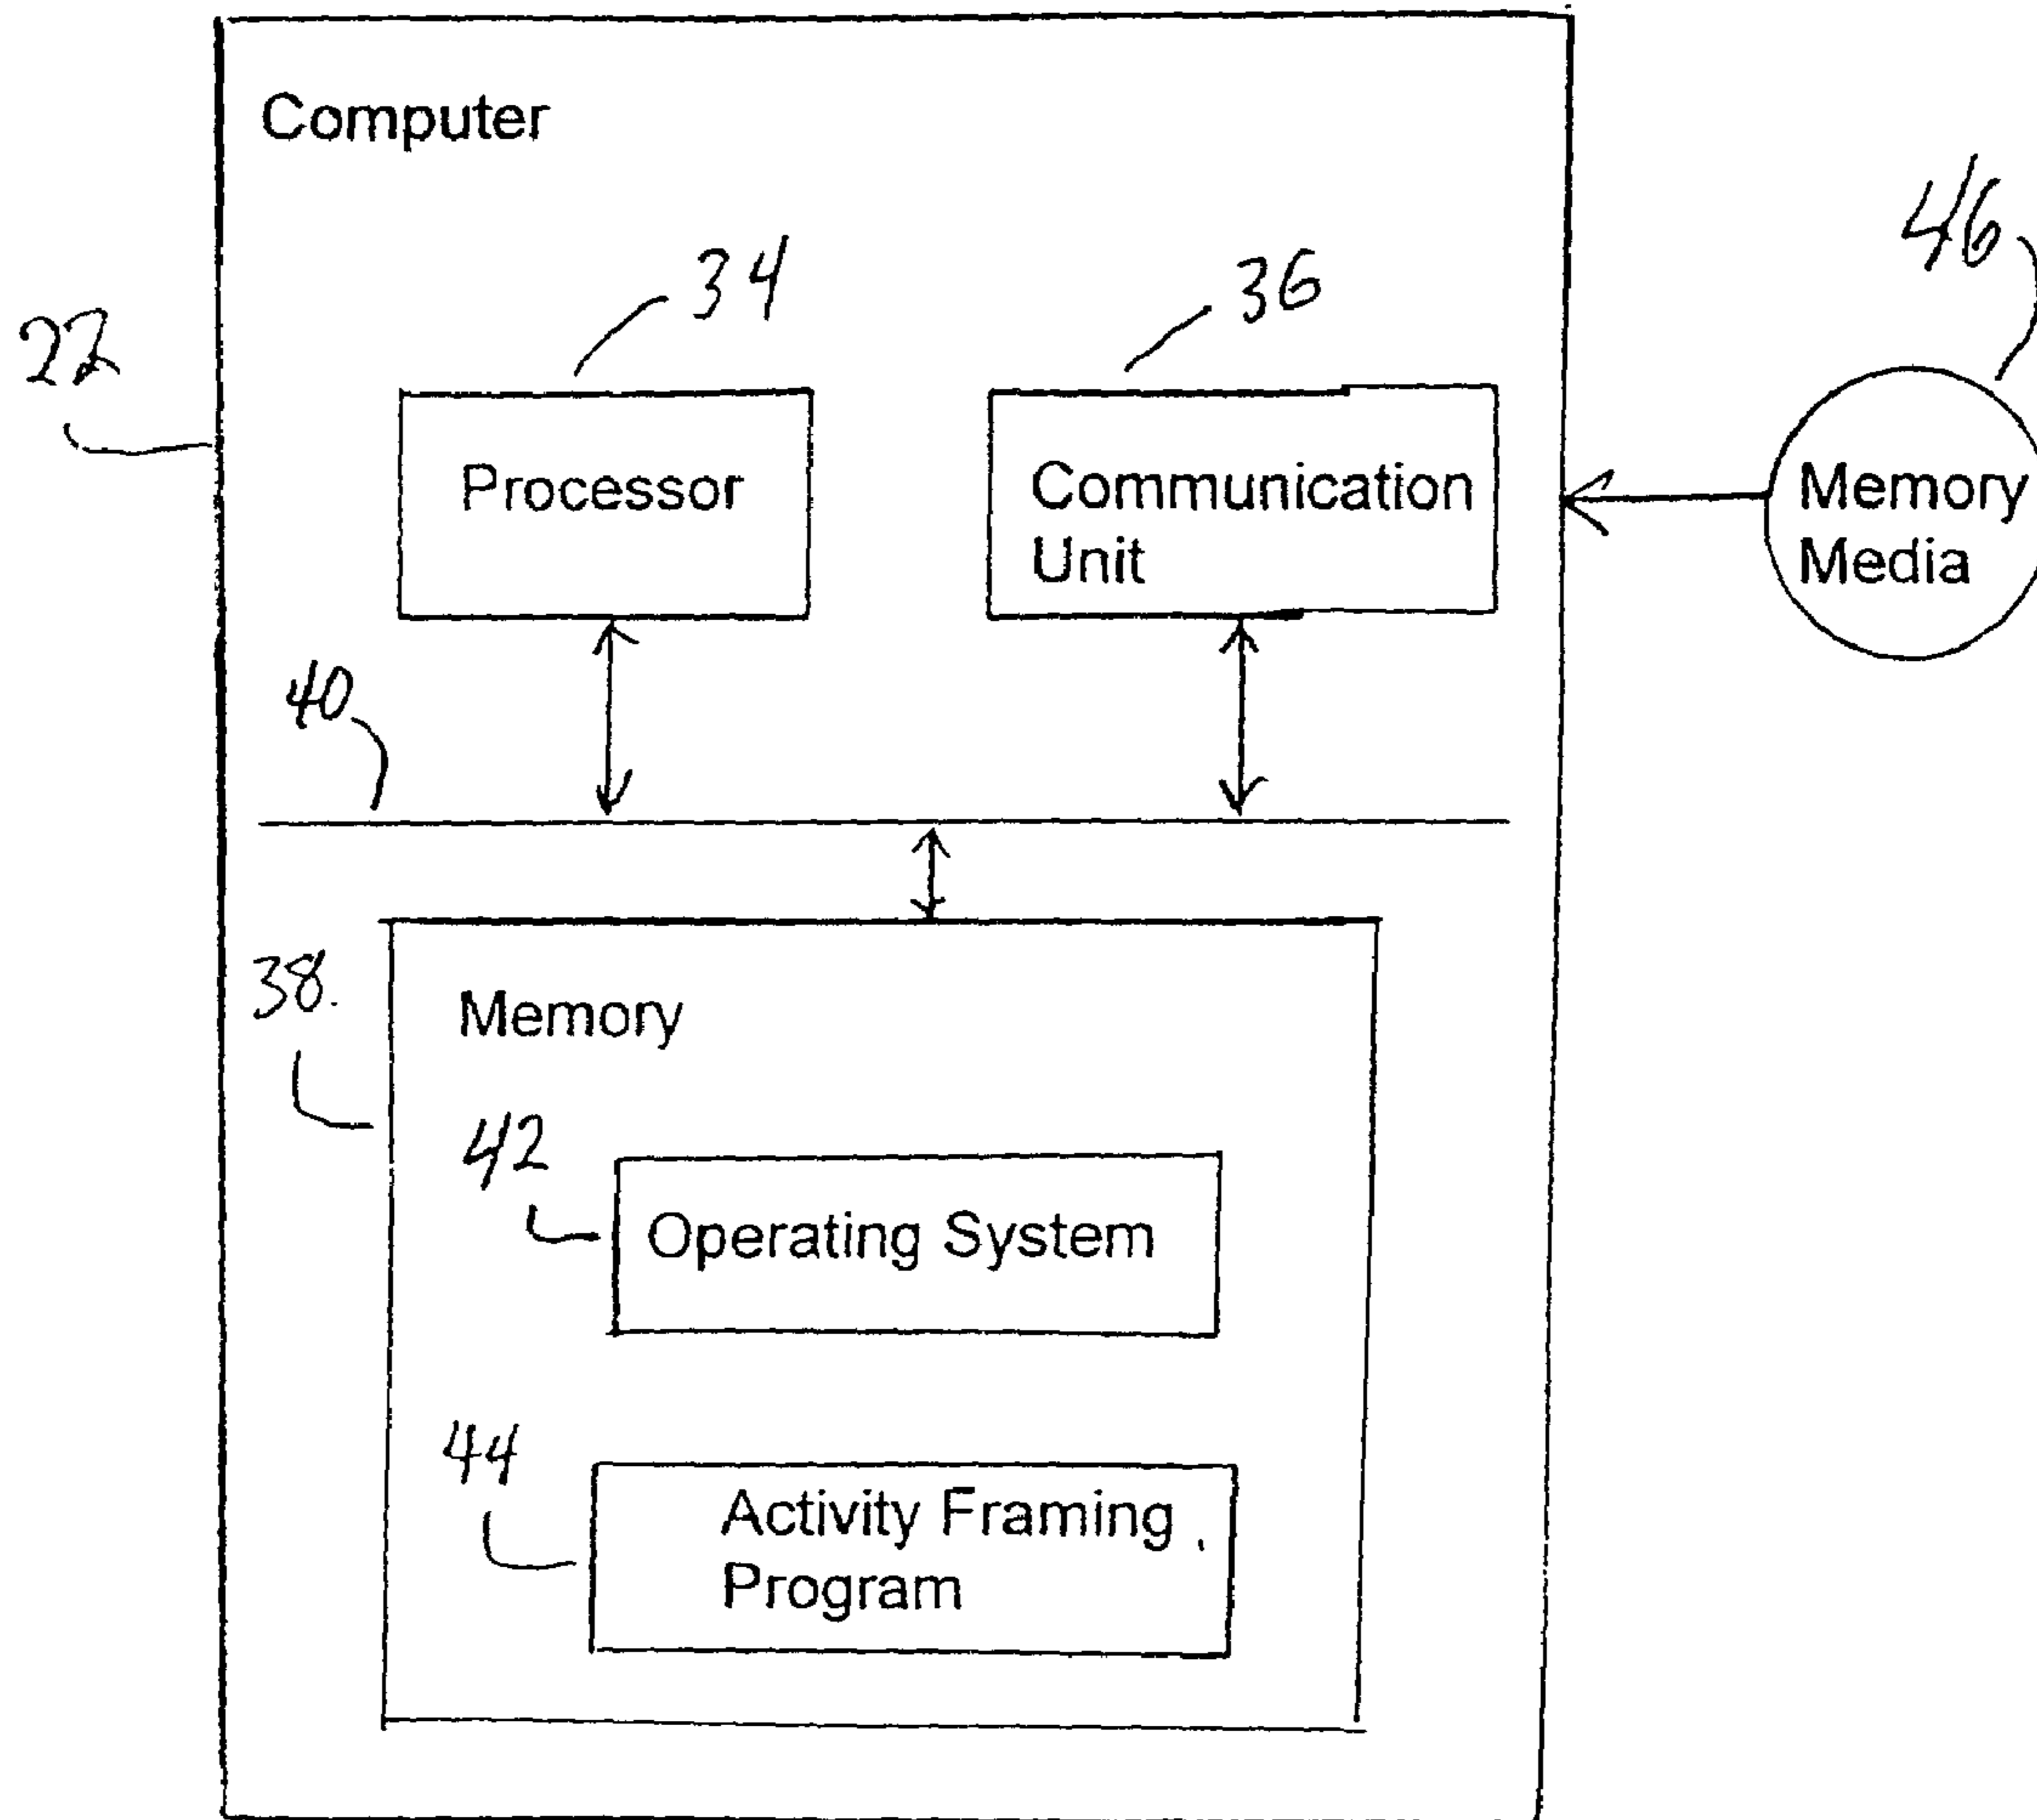 Computer
34
36
46
22
Processor
Communication
Unit
Memory
Media
40
38.
Memory
42
Operating System
44
Activity Framing
Program